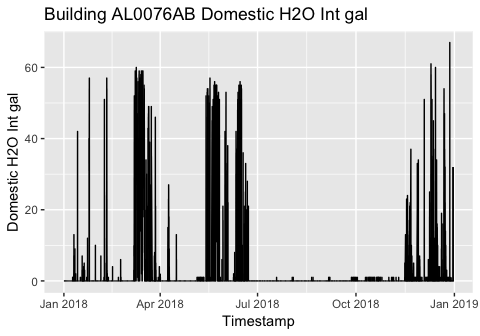 Building AL0076AB Domestic H2O Int gal
Domestic H2O Int gal
60
40
20
0
Jan 2018
Apr 2018
Jul 2018
Oct 2018
Jan 2019
Timestamp